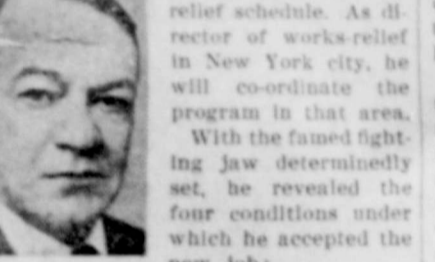 relief schedule. As di-
rector of works-relief
in New York city, he
will co-ordinate the
program in that area.
With the famed fight-
ing jaw determinedly
set, he revealed the
four conditions under
which he accepted the
new job: